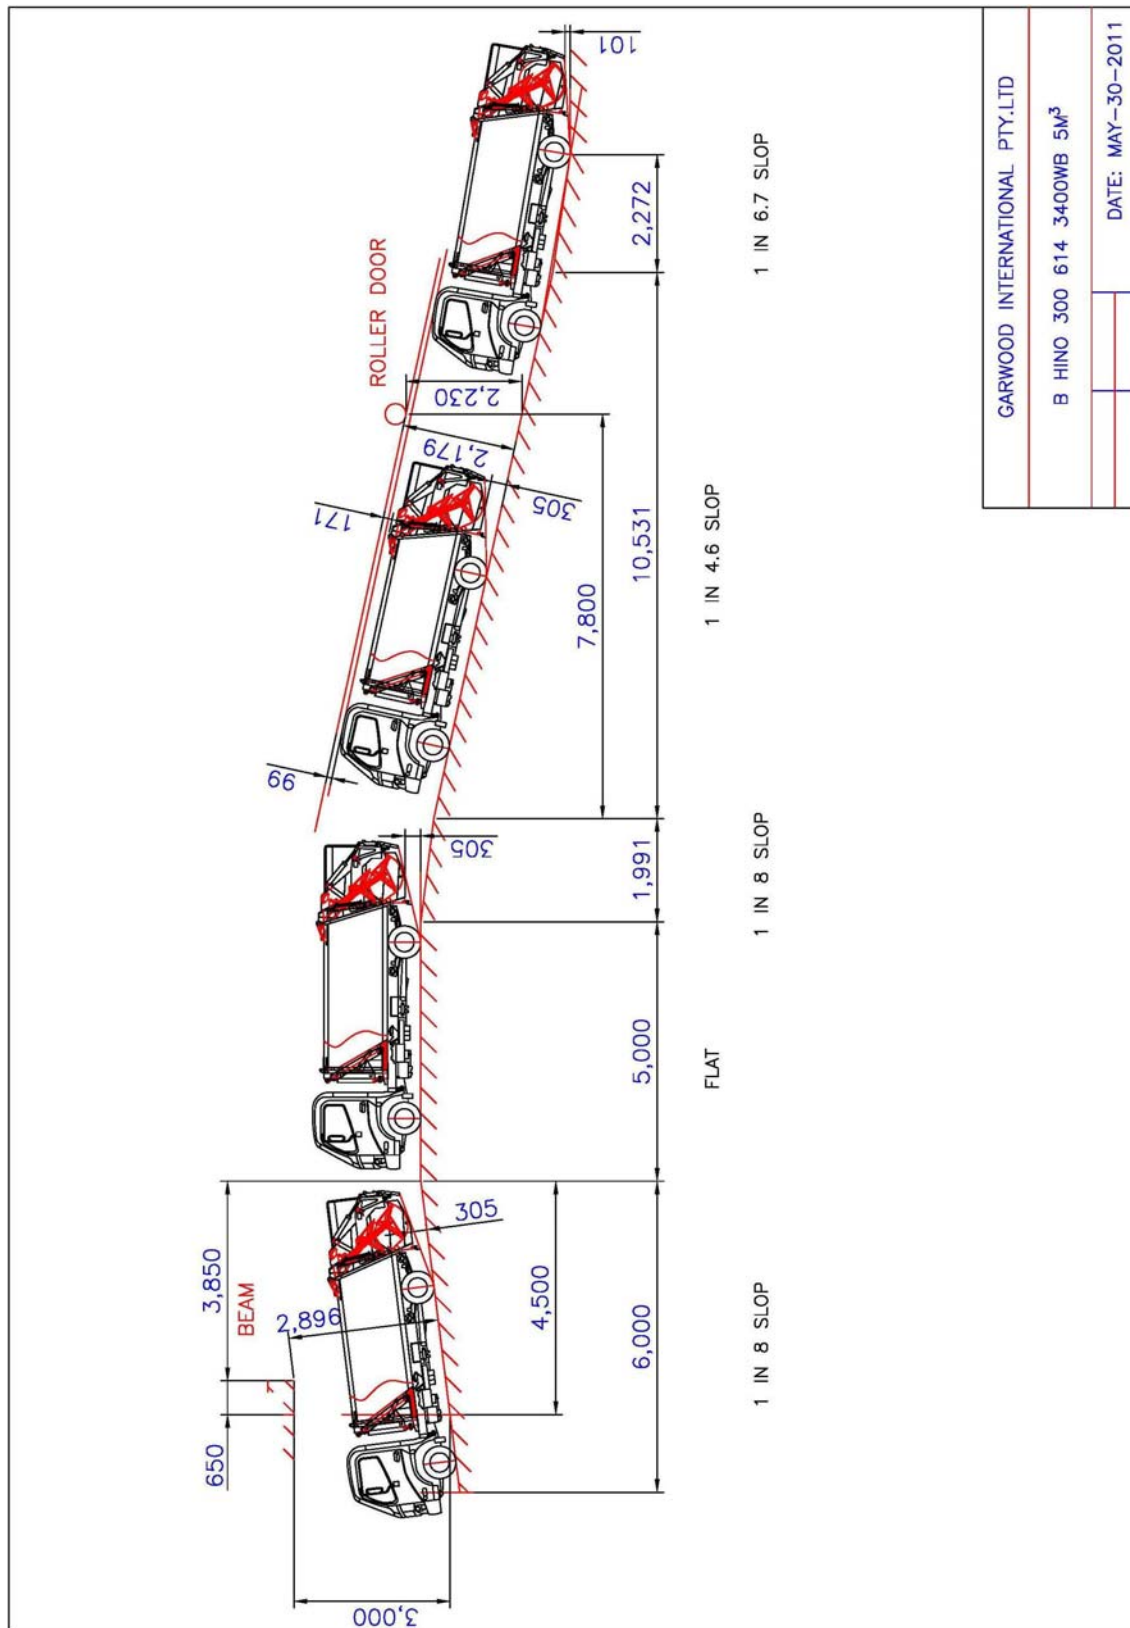 101
ROLLER DOOR
2,272
1 IN 6.7 SLOP
2,230
2,179
171
305
10,531
7,800
1 IN 4.6 SLOP
99
305
1,991
1 IN 8 SLOP
5,000
FLAT
3,850
BEAM
2,896
305
4,500
6,000
1 IN 8 SLOP
650
3,000
GARWOOD INTERNATIONAL PTY.LTD
B HINO 300 614 3400WB 5M³
DATE: MAY-30-2011